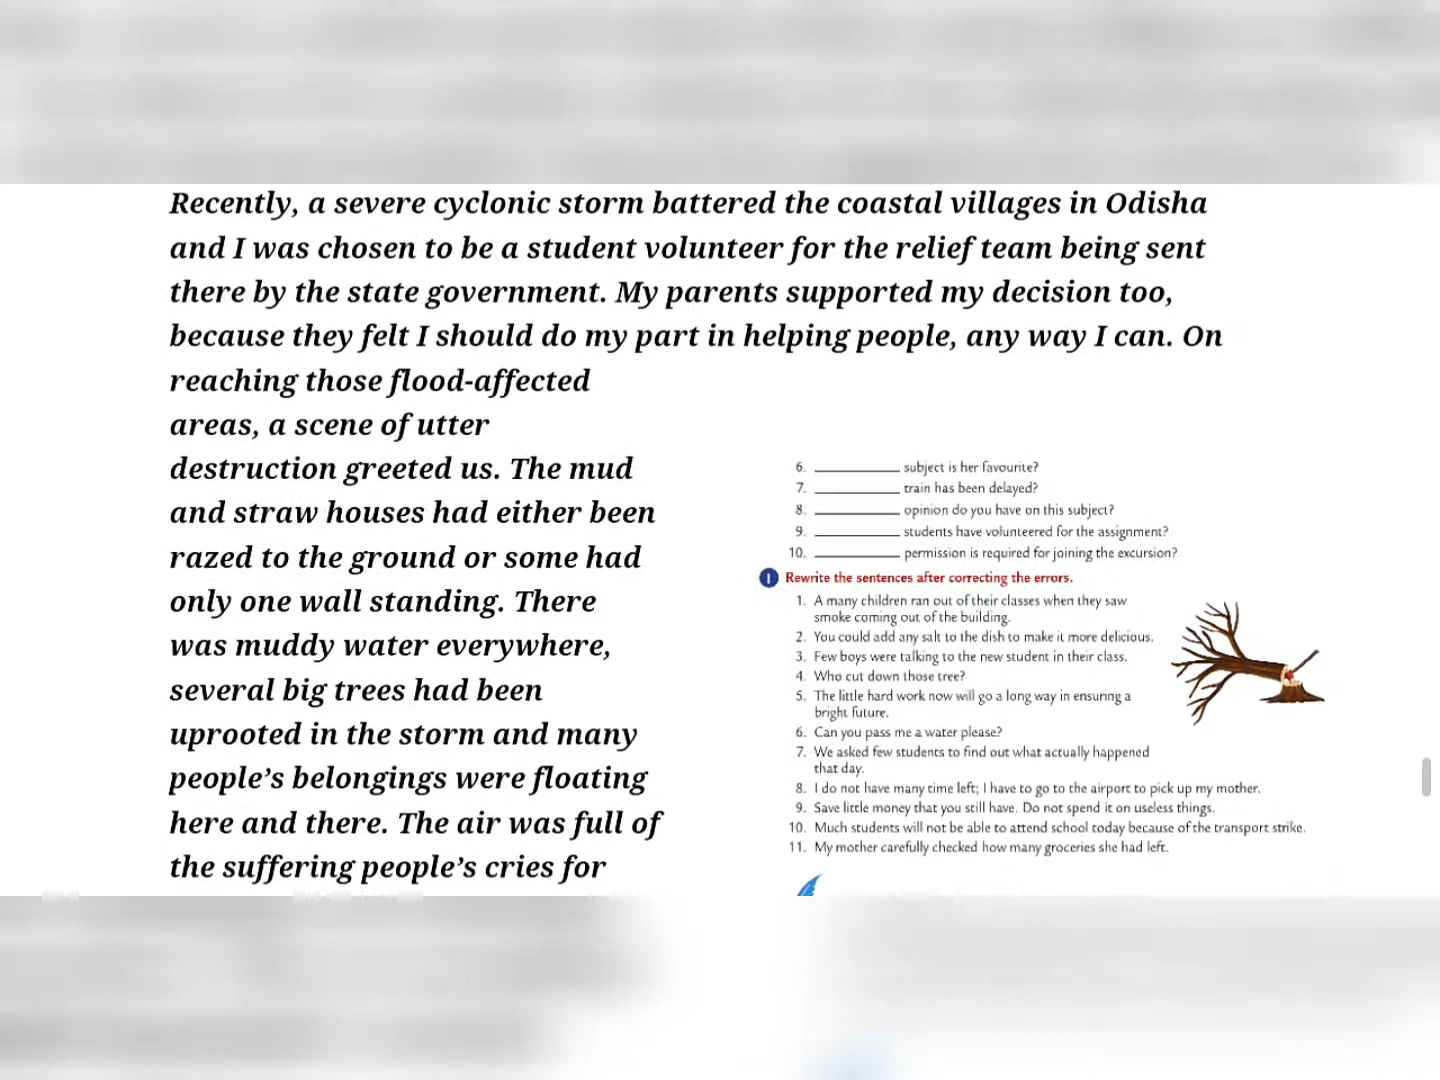 Recently, a severe cyclonic storm battered the coastal villages in Odisha
and I was chosen to be a student volunteer for the relief team being sent
there by the state government. My parents supported my decision too,
because they felt I should do my part in helping people, any way I can. On
reaching those flood-affected
areas, a scene of utter
destruction greeted us. The mud
and straw houses had either been
razed to the ground or some had
only one wall standing. There
was muddy water everywhere,
several big trees had been
uprooted in the storm and many
people’s belongings were floating
here and there. The air was full of
the suffering people’s cries for
6. __________ subject is her favourite?
7. __________ train has been delayed?
8. __________ opinion do you have on this subject?
9. __________ students have volunteered for the assignment?
10. __________ permission is required for joining the excursion?
I Rewrite the sentences after correcting the errors.
1. A many children ran out of their classes when they saw
smoke coming out of the building.
2. You could add any salt to the dish to make it more delicious.
3. Few boys were talking to the new student in their class.
4. Who cut down those tree?
5. The little hard work now will go a long way in ensuring a
bright future.
6. Can you pass me a water please?
7. We asked few students to find out what actually happened
that day.
8. I do not have many time left; I have to go to the airport to pick up my mother.
9. Save little money that you still have. Do not spend it on useless things.
10. Much students will not be able to attend school today because of the transport strike.
11. My mother carefully checked how many groceries she had left.